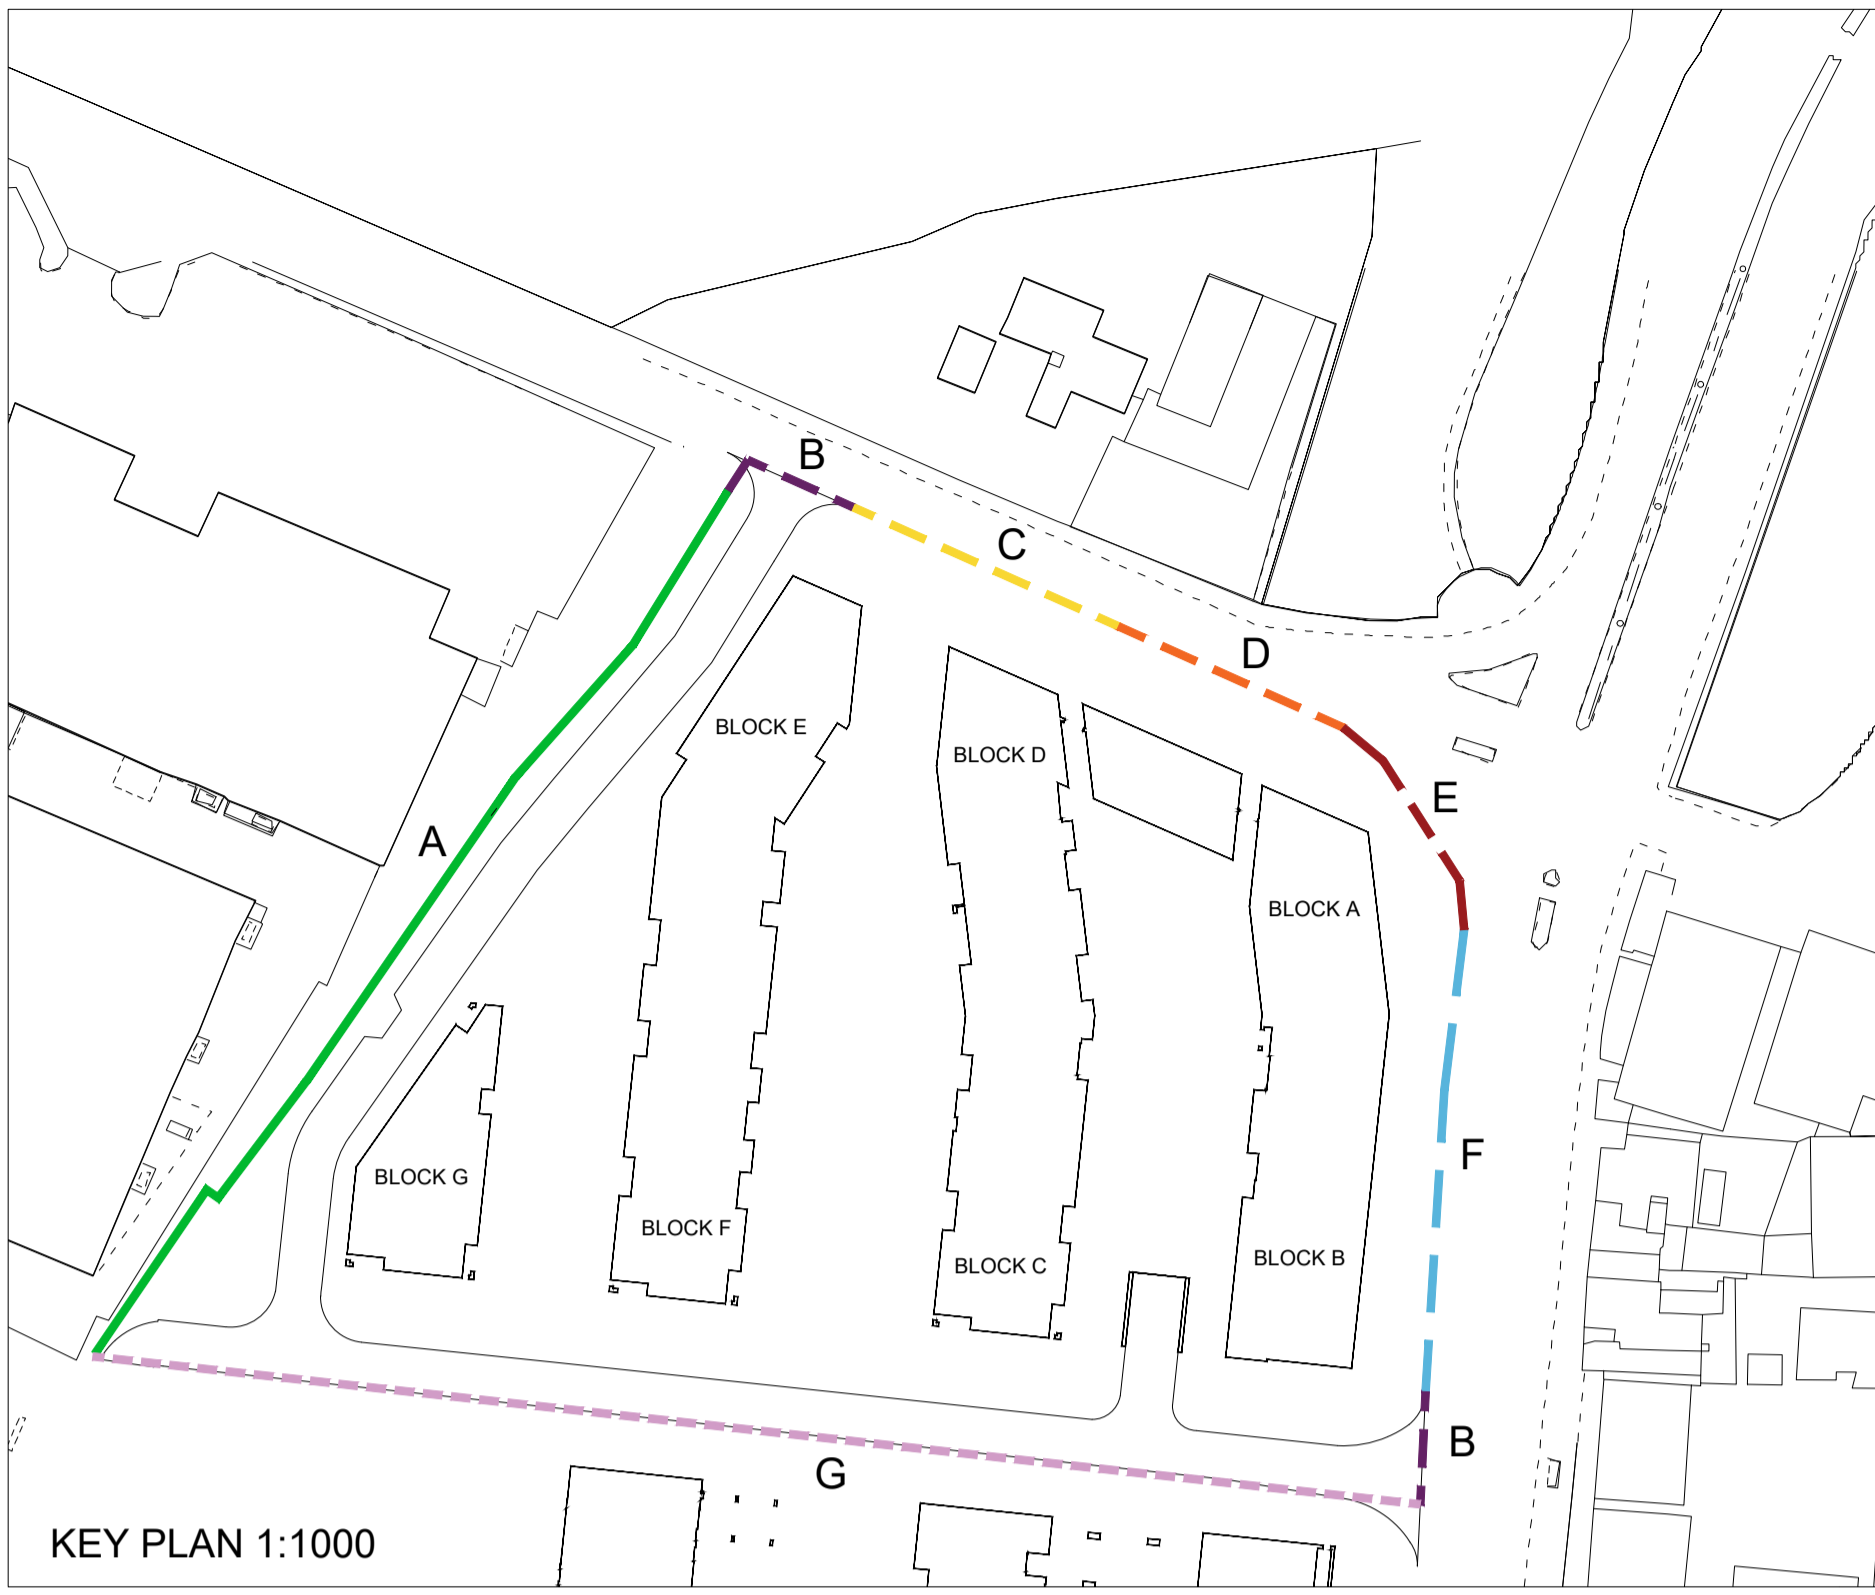 B
C
D
BLOCK E
BLOCK D
E
A
BLOCK A
F
BLOCK G
BLOCK F
BLOCK C
BLOCK B
B
G
KEY PLAN 1:1000